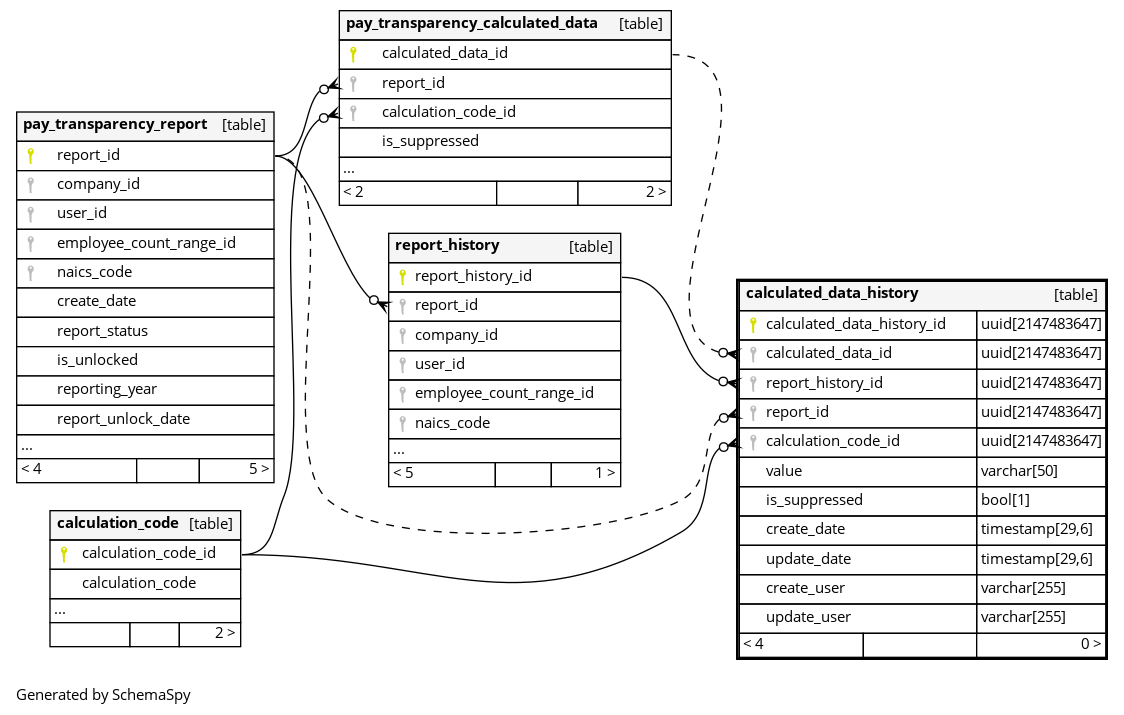 pay_transparency_calculated_data [table]
calculated_data_id
report_id
calculation_code_id
is_suppressed
...
< 2 2 >
pay_transparency_report [table]
report_id
company_id
user_id
employee_count_range_id
naics_code
create_date
report_status
is_unlocked
reporting_year
report_unlock_date
...
< 4 5 >
report_history [table]
report_history_id
report_id
company_id
user_id
employee_count_range_id
naics_code
...
< 5 1 >
calculated_data_history [table]
calculated_data_history_id uuid[2147483647]
calculated_data_id uuid[2147483647]
report_history_id uuid[2147483647]
report_id uuid[2147483647]
calculation_code_id uuid[2147483647]
value varchar[50]
is_suppressed bool[1]
create_date timestamp[29,6]
update_date timestamp[29,6]
create_user varchar[255]
update_user varchar[255]
< 4 0 >
calculation_code [table]
calculation_code_id
calculation_code
...
2 >
Generated by SchemaSpy